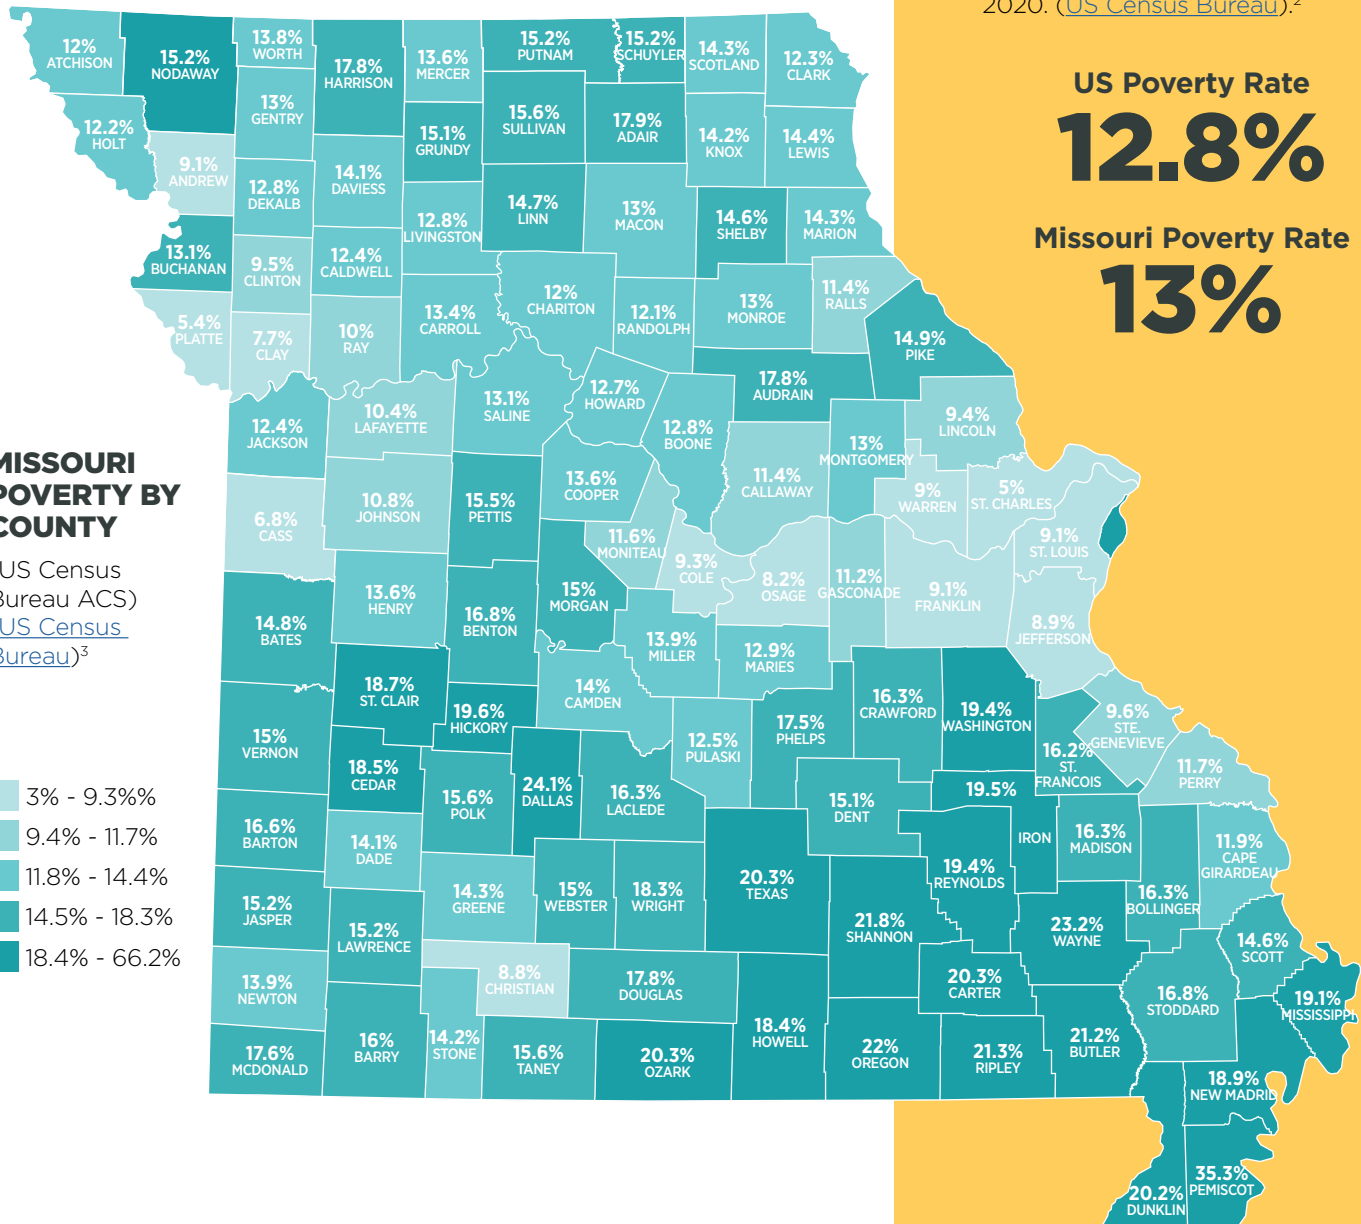 2020. (US Census Bureau).²
US Poverty Rate
12.8%
Missouri Poverty Rate
13%
12%
ATCHISON
15.2%
NODAWAY
13.8%
WORTH
17.8%
HARRISON
13.6%
MERCER
15.2%
PUTNAM
15.2%
SCHUYLER
14.3%
SCOTLAND
12.3%
CLARK
12.2%
HOLT
9.1%
ANDREW
13%
GENTRY
12.8%
DEKALB
14.1%
DAVIESS
15.1%
GRUNDY
15.6%
SULLIVAN
17.9%
ADAIR
14.2%
KNOX
14.4%
LEWIS
13.1%
BUCHANAN
9.5%
CLINTON
12.4%
CALDWELL
12.8%
LIVINGSTON
14.7%
LINN
13%
MACON
14.6%
SHELBY
14.3%
MARION
5.4%
PLATTE
7.7%
CLAY
10%
RAY
13.4%
CARROLL
12%
CHARITON
12.1%
RANDOLPH
13%
MONROE
11.4%
RALLS
14.9%
PIKE
12.4%
JACKSON
10.4%
LAFAYETTE
13.1%
SALINE
12.7%
HOWARD
12.8%
BOONE
17.8%
AUDRAIN
13%
MONTGOMERY
9.4%
LINCOLN
6.8%
CASS
10.8%
JOHNSON
15.5%
PETTIS
13.6%
COOPER
11.6%
MONITEAU
9.3%
COLE
11.4%
CALLAWAY
8.2%
OSAGE
11.2%
GASCONADE
9%
WARREN
5%
ST. CHARLES
9.1%
ST. LOUIS
9.1%
FRANKLIN
8.9%
JEFFERSON
14.8%
BATES
13.6%
HENRY
16.8%
BENTON
15%
MORGAN
13.9%
MILLER
12.9%
MARIES
15%
VERNON
18.7%
ST. CLAIR
19.6%
HICKORY
14%
CAMDEN
12.5%
PULASKI
17.5%
PHELPS
16.3%
CRAWFORD
19.4%
WASHINGTON
16.2%
ST.
FRANCOIS
9.6%
STE.
GENEVIEVE
11.7%
PERRY
16.6%
BARTON
18.5%
CEDAR
15.6%
POLK
24.1%
DALLAS
16.3%
LACLEDE
15.1%
DENT
19.5%
IRON
16.3%
MADISON
11.9%
CAPE
GIRARDEAU
15.2%
JASPER
14.1%
DADE
14.3%
GREENE
15%
WEBSTER
18.3%
WRIGHT
20.3%
TEXAS
19.4%
REYNOLDS
16.3%
BOLLINGER
13.9%
NEWTON
15.2%
LAWRENCE
8.8%
CHRISTIAN
17.8%
DOUGLAS
21.8%
SHANNON
20.3%
CARTER
23.2%
WAYNE
14.6%
SCOTT
16.8%
STODDARD
19.1%
MISSISSIPPI
17.6%
MCDONALD
16%
BARRY
14.2%
STONE
15.6%
TANEY
20.3%
OZARK
18.4%
HOWELL
22%
OREGON
21.3%
RIPLEY
21.2%
BUTLER
18.9%
NEW MADRID
35.3%
PEMISCOT
20.2%
DUNKLIN
MISSOURI
POVERTY BY
COUNTY
US Census
Bureau ACS)
US Census
Bureau)³
3% - 9.3%%
9.4% - 11.7%
11.8% - 14.4%
14.5% - 18.3%
18.4% - 66.2%